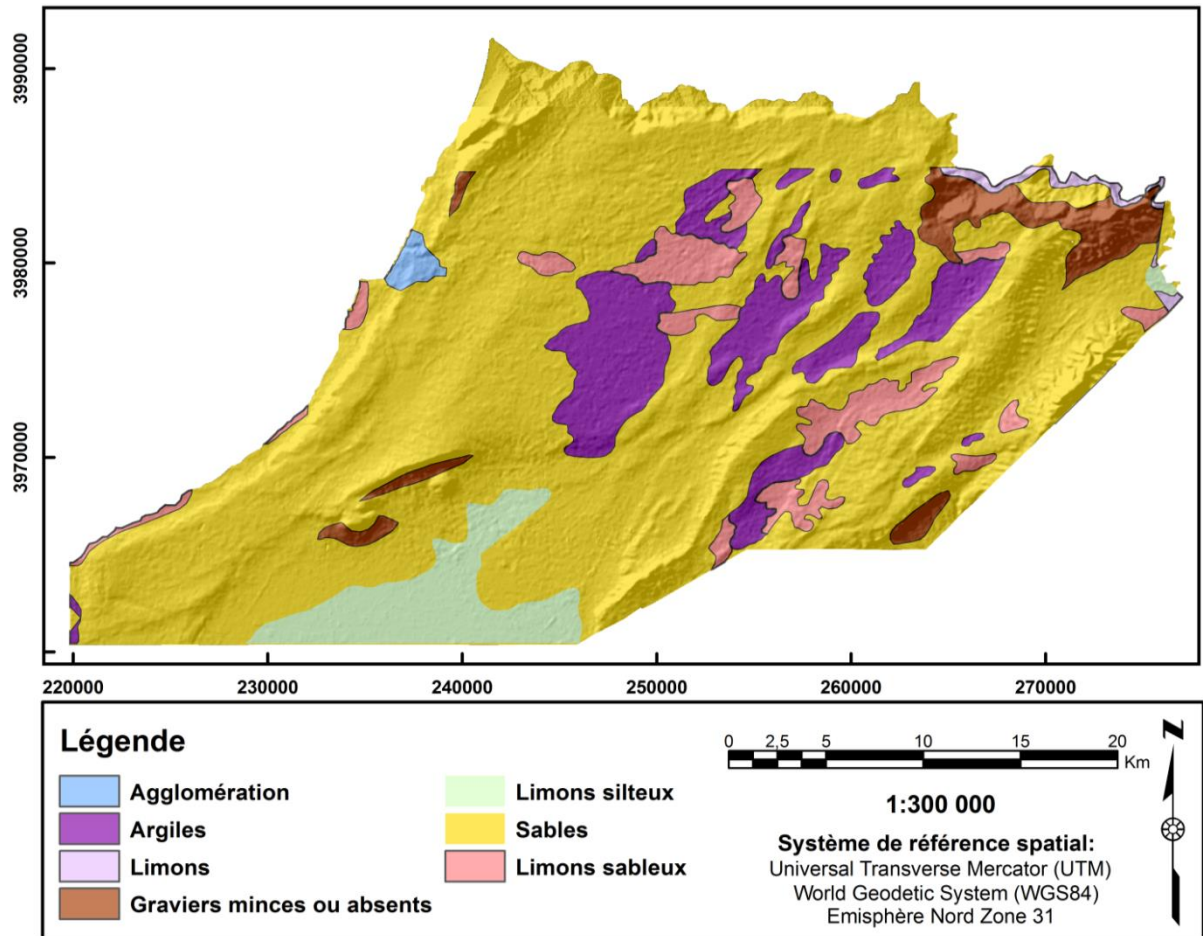 3990000
3980000
3970000
220000 230000 240000 250000 260000 270000
Légende
Agglomération
Argiles
Limons
Graviers minces ou absents
Limons silteux
Sables
Limons sableux
0 2,5 5 10 15 20
Km
1:300 000
Système de référence spatial:
Universal Transverse Mercator (UTM)
World Geodetic System (WGS84)
Emisphère Nord Zone 31
N